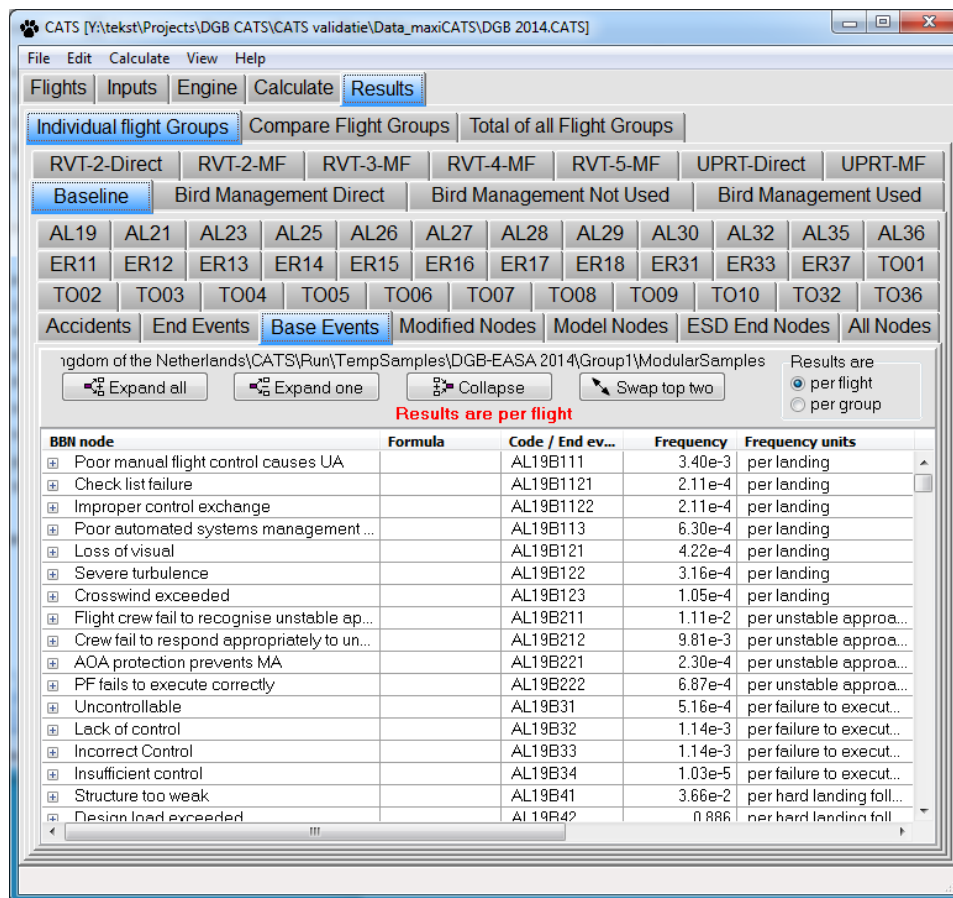 CATS [Y:\tekst\Projects\DGB CATS\CATS validatie\Data_maxiCATS\DGB 2014.CATS]
File Edit Calculate View Help
Flights Inputs Engine Calculate Results
Individual flight Groups Compare Flight Groups Total of all Flight Groups
RVT-2-Direct RVT-2-MF RVT-3-MF RVT-4-MF RVT-5-MF UPRT-Direct UPRT-MF
Baseline Bird Management Direct Bird Management Not Used Bird Management Used
AL19 AL21 AL23 AL25 AL26 AL27 AL28 AL29 AL30 AL32 AL35 AL36
ER11 ER12 ER13 ER14 ER15 ER16 ER17 ER18 ER31 ER33 ER37 TO01
TO02 TO03 TO04 TO05 TO06 TO07 TO08 TO09 TO10 TO32 TO36
Accidents End Events Base Events Modified Nodes Model Nodes ESD End Nodes All Nodes
ngdom of the Netherlands\CATS\Run\TempSamples\DGB-EASA 2014\Group1\ModularSamples Results are
Expand all Expand one Collapse Swap top two per flight
per group
Results are per flight
BBN node Formula Code / End ev... Frequency Frequency units
Poor manual flight control causes UA AL19B111 3.40e-3 per landing
Check list failure AL19B1121 2.11e-4 per landing
Improper control exchange AL19B1122 2.11e-4 per landing
Poor automated systems management ... AL19B113 6.30e-4 per landing
Loss of visual AL19B121 4.22e-4 per landing
Severe turbulence AL19B122 3.16e-4 per landing
Crosswind exceeded AL19B123 1.05e-4 per landing
Flight crew fail to recognise unstable ap... AL19B211 1.11e-2 per unstable approa...
Crew fail to respond appropriately to un... AL19B212 9.81e-3 per unstable approa...
AOA protection prevents MA AL19B221 2.30e-4 per unstable approa...
PF fails to execute correctly AL19B222 6.87e-4 per unstable approa...
Uncontrollable AL19B31 5.16e-4 per failure to execut...
Lack of control AL19B32 1.14e-3 per failure to execut...
Incorrect Control AL19B33 1.14e-3 per failure to execut...
Insufficient control AL19B34 1.03e-5 per failure to execut...
Structure too weak AL19B41 3.66e-2 per hard landing foll...
Design load exceeded AL19B42 0.886 per hard landing foll